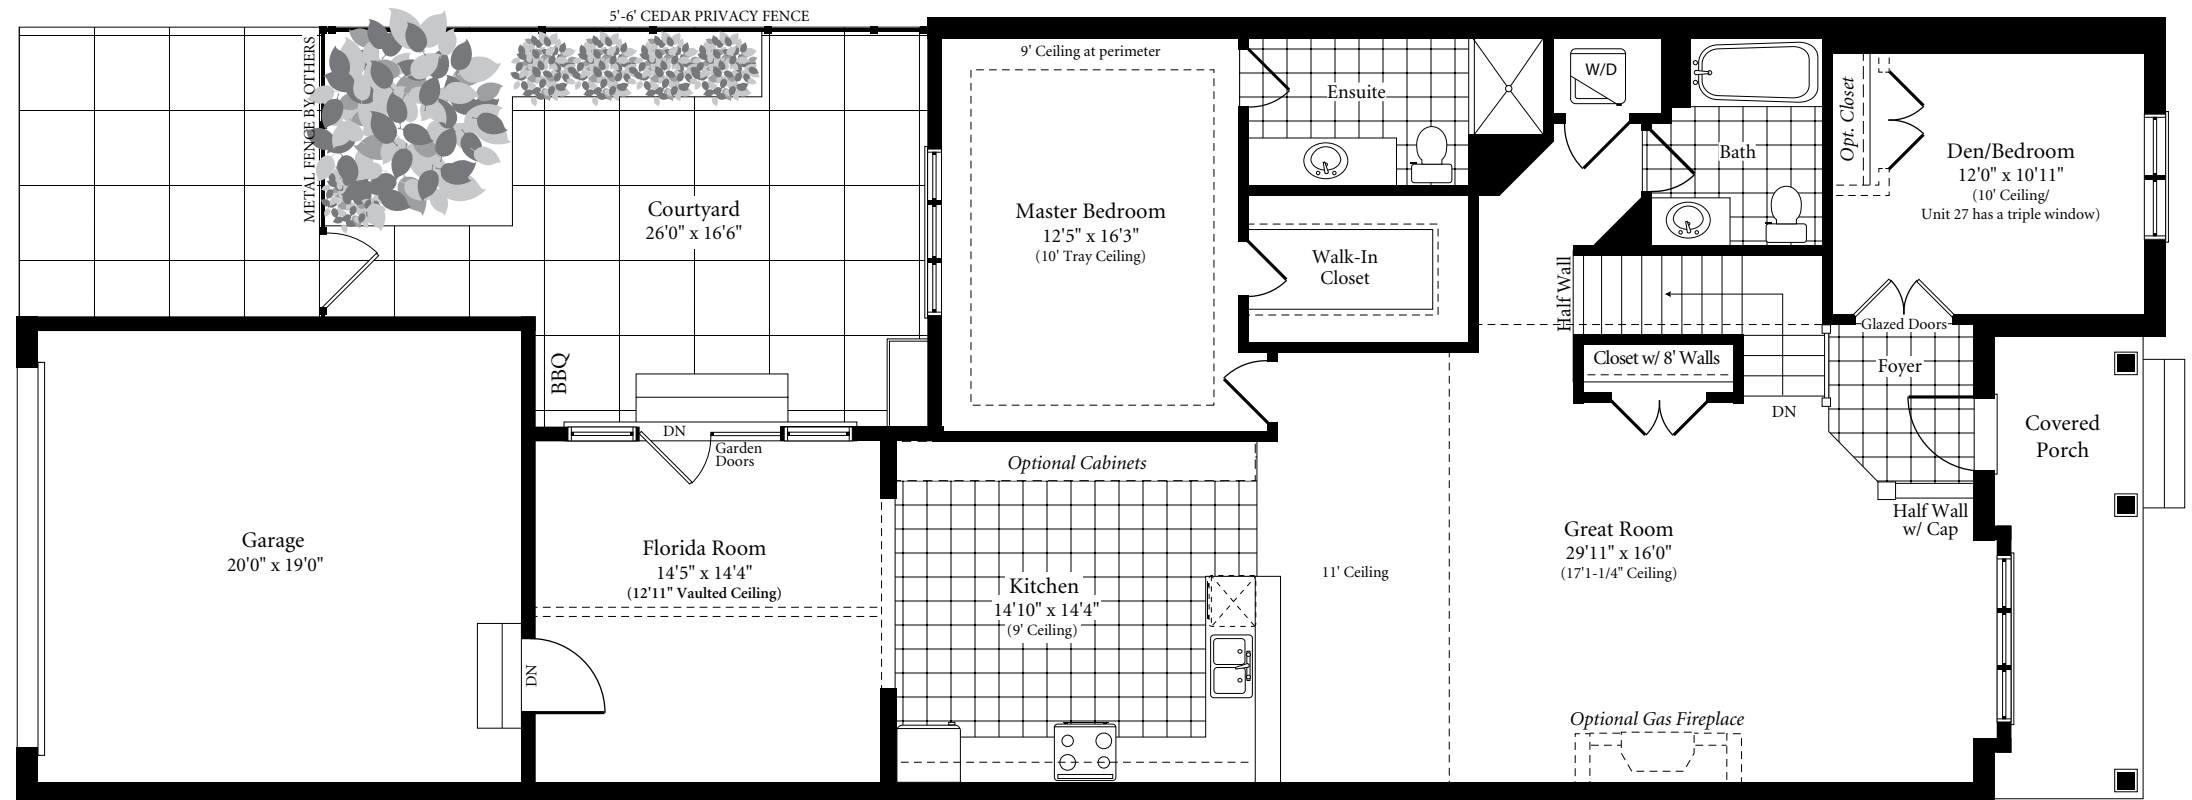 5'-6' CEDAR PRIVACY FENCE
METAL FENCE BY OTHERS
Courtyard
26'0" x 16'6"
BBQ
DN
Garden
Doors
9' Ceiling at perimeter
Master Bedroom
12'5" x 16'3"
(10' Tray Ceiling)
Ensuite
Walk-In
Closet
W/D
Bath
Opt. Closet
Den/Bedroom
12'0" x 10'11"
(10' Ceiling/
Unit 27 has a triple window)
Half Wall
Glazed Doors
Closet w/ 8' Walls
Foyer
DN
Covered
Porch
Half Wall
w/ Cap
Garage
20'0" x 19'0"
DN
Florida Room
14'5" x 14'4"
(12'11" Vaulted Ceiling)
Optional Cabinets
Kitchen
14'10" x 14'4"
(9' Ceiling)
11' Ceiling
Great Room
29'11" x 16'0"
(17'1-1/4" Ceiling)
Optional Gas Fireplace